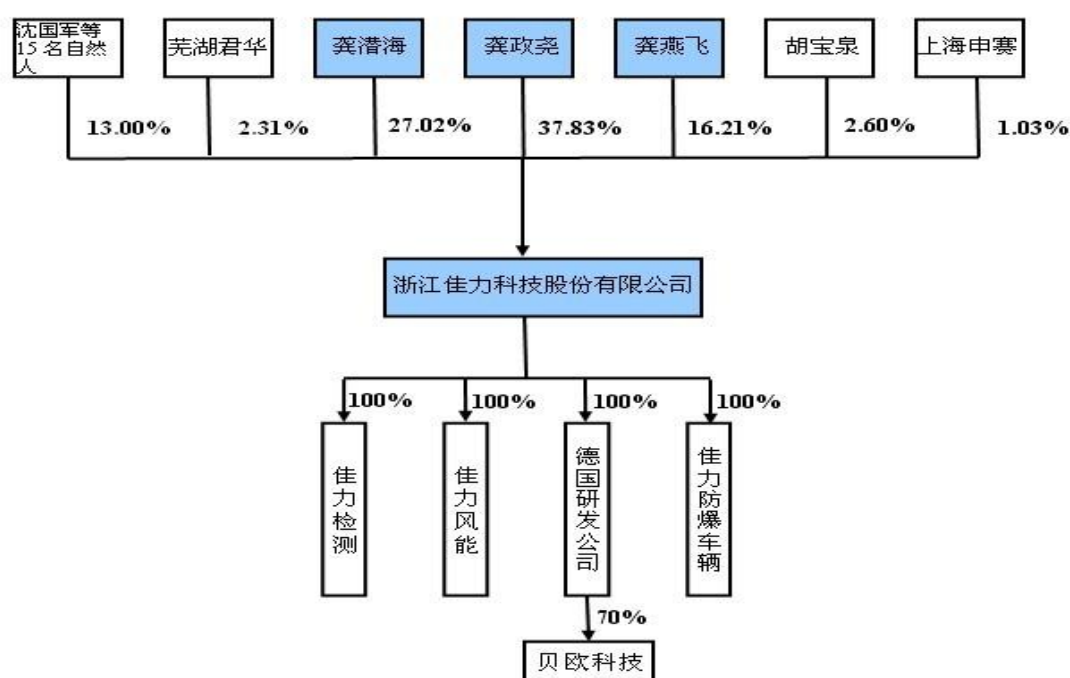 沈国军等
15 名自然
人
芜湖君华
龚潜海
龚政尧
龚燕飞
胡宝泉
上海申赛
13.00%
2.31%
27.02%
37.83%
16.21%
2.60%
1.03%
浙江佳力科技股份有限公司
100%
100%
100%
100%
佳力检测
佳力风能
德国研发公司
佳力防爆车辆
70%
贝欧科技